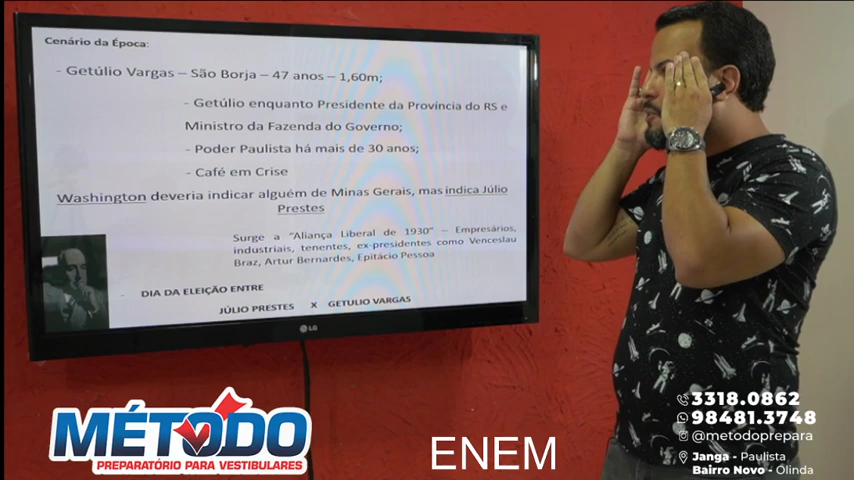 Cenário da Época:
- Getúlio Vargas – São Borja – 47 anos – 1,60m;
- Getúlio enquanto Presidente da Província do RS e
Ministro da Fazenda do Governo;
- Poder Paulista há mais de 30 anos;
- Café em Crise
Washington deveria indicar alguém de Minas Gerais, mas indica Júlio
Prestes
Surge a "Aliança Liberal de 1930" – Empresários,
industriais, tenentes, ex-presidentes como Venceslau
Braz, Artur Bernardes, Epitácio Pessoa
DIA DA ELEIÇÃO ENTRE
JÚLIO PRESTES X GETULIO VARGAS
LG
MÉTODO
PREPARATÓRIO PARA VESTIBULARES
ENEM
3318.0862
98481.3748
@metodoprepara
Janga - Paulista
Bairro Novo - Olinda